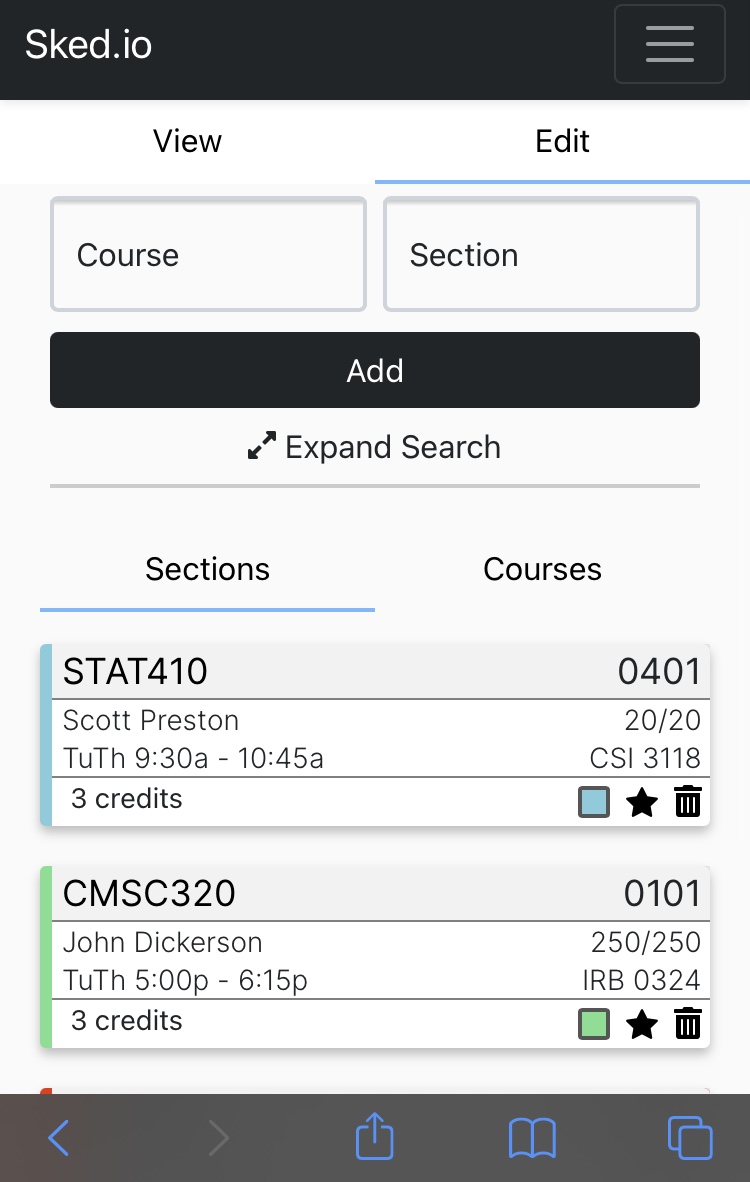 Sked.io
View Edit
Course Section
Add
Expand Search
Sections Courses
STAT410 0401
Scott Preston 20/20
TuTh 9:30a - 10:45a CSI 3118
3 credits
CMSC320 0101
John Dickerson 250/250
TuTh 5:00p - 6:15p IRB 0324
3 credits